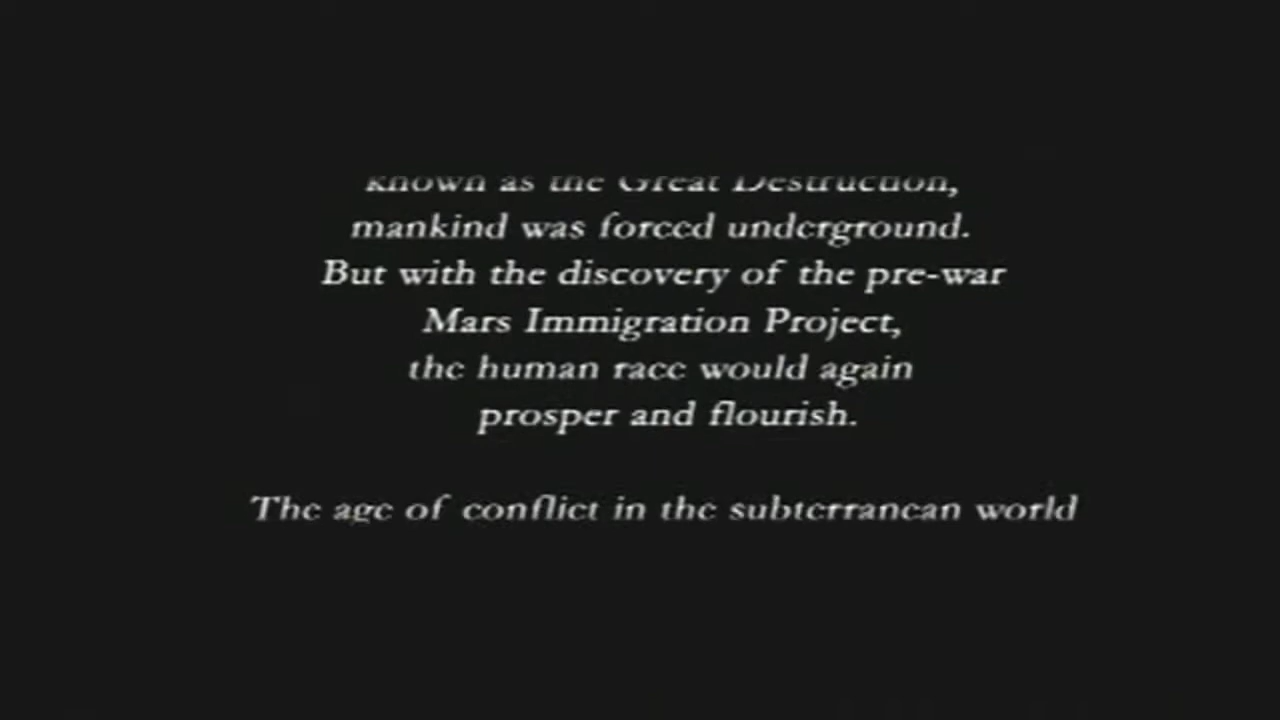 known as the Great Destruction,
mankind was forced underground.
But with the discovery of the pre-war
Mars Immigration Project,
the human race would again
prosper and flourish.
The age of conflict in the subterranean world